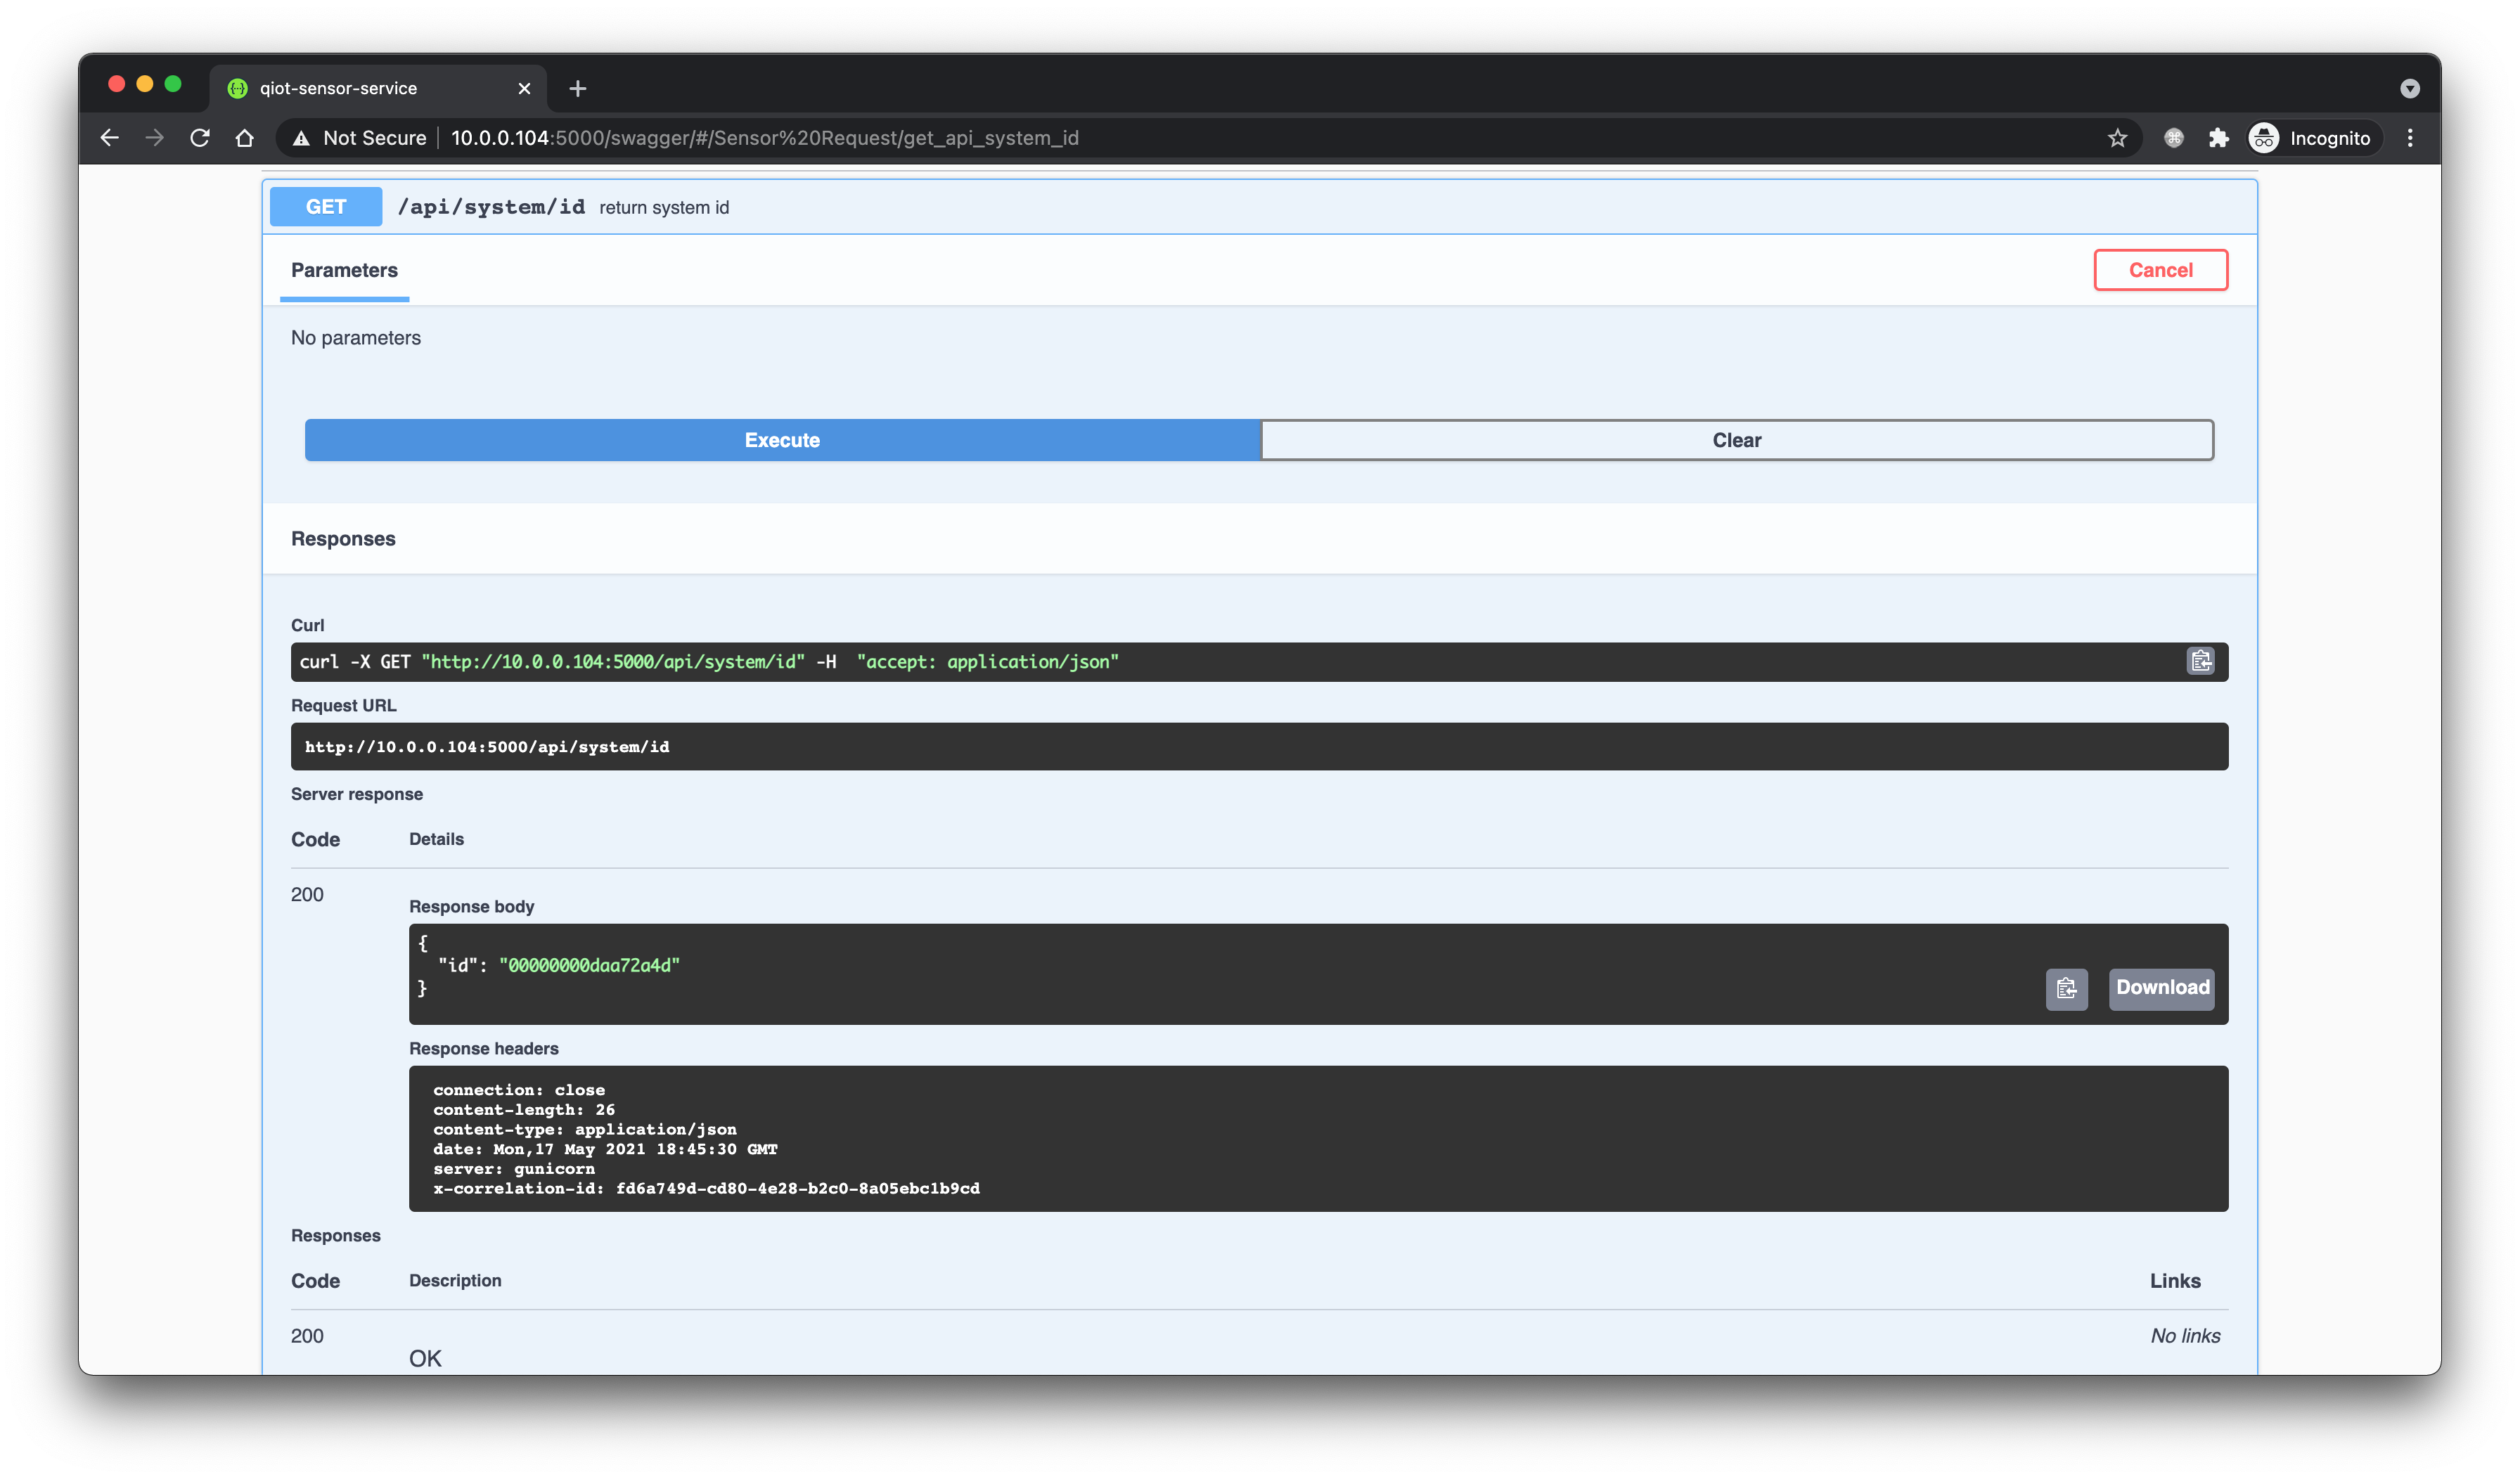 qiot-sensor-service
Not Secure 10.0.0.104:5000/swagger/#/Sensor%20Request/get_api_system_id Incognito
GET /api/system/id return system id
Parameters Cancel
No parameters
Execute Clear
Responses
Curl
curl -X GET "http://10.0.0.104:5000/api/system/id" -H  "accept: application/json"
Request URL
http://10.0.0.104:5000/api/system/id
Server response
Code Details
200
Response body
{
"id": "00000000daa72a4d"
}
Download
Response headers
connection: close
content-length: 26
content-type: application/json
date: Mon,17 May 2021 18:45:30 GMT
server: gunicorn
x-correlation-id: fd6a749d-cd80-4e28-b2c0-8a05ebc1b9cd
Responses
Code Description Links
200 No links
OK